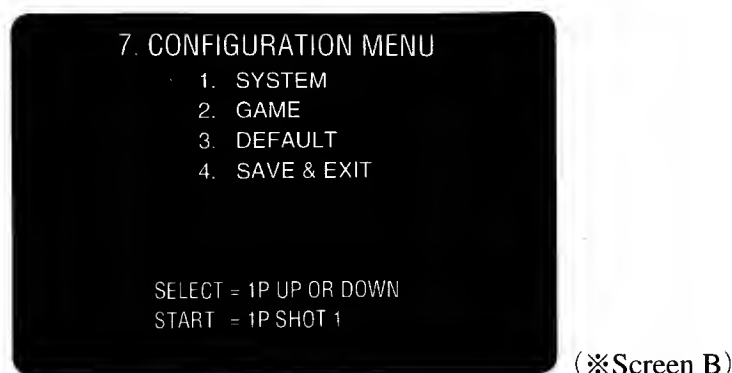 7. CONFIGURATION MENU
1. SYSTEM
2. GAME
3. DEFAULT
4. SAVE & EXIT
SELECT = 1P UP OR DOWN
START = 1P SHOT 1
(※Screen B)